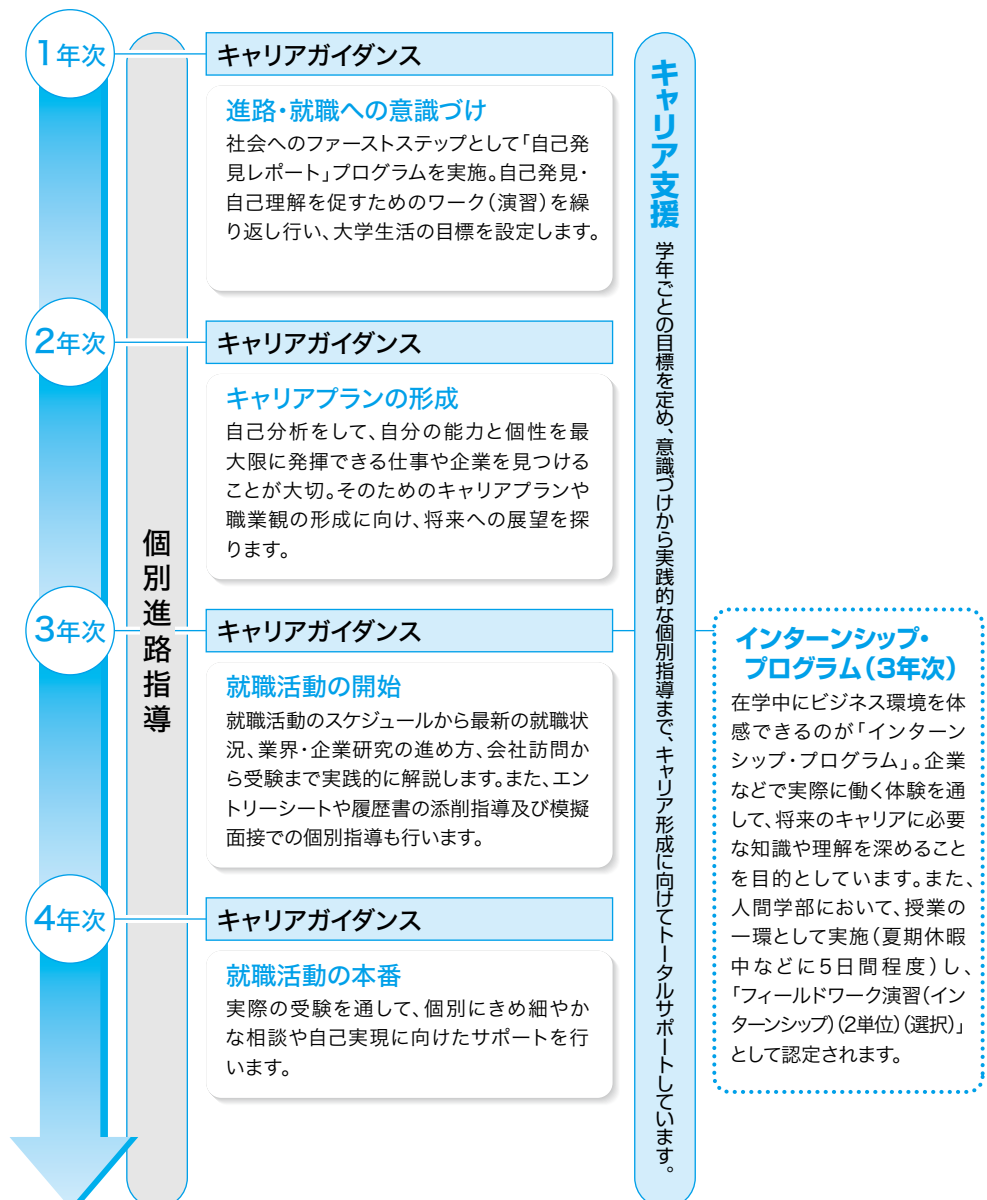 1年次
キャリアガイダンス
進路・就職への意識づけ
社会へのファーストステップとして「自己発
見レポート」プログラムを実施。自己発見・
自己理解を促すためのワーク（演習）を繰
り返し行い、大学生活の目標を設定します。
2年次
キャリアガイダンス
キャリアプランの形成
自己分析をして、自分の能力と個性を最
大限に発揮できる仕事や企業を見つける
ことが大切。そのためのキャリアプランや
職業観の形成に向け、将来への展望を探
ります。
3年次
キャリアガイダンス
就職活動の開始
就職活動のスケジュールから最新の就職状
況、業界・企業研究の進め方、会社訪問か
ら受験まで実践的に解説します。また、エン
トリーシートや履歴書の添削指導及び模擬
面接での個別指導も行います。
4年次
キャリアガイダンス
就職活動の本番
実際の受験を通して、個別にきめ細やか
な相談や自己実現に向けたサポートを行
います。
個別進路指導
キャリア支援 学年ごとの目標を定め、意識づけから実践的な個別指導まで、キャリア形成に向けてトータルサポートしています。
インターンシップ・
プログラム（3年次）
在学中にビジネス環境を体
感できるのが「インターン
シップ・プログラム」。企業
などで実際に働く体験を通
して、将来のキャリアに必要
な知識や理解を深めること
を目的としています。また、
人間学部において、授業の
一環として実施（夏期休暇
中などに5日間程度）し、
「フィールドワーク演習（イン
ターンシップ）（2単位）（選択）」
として認定されます。